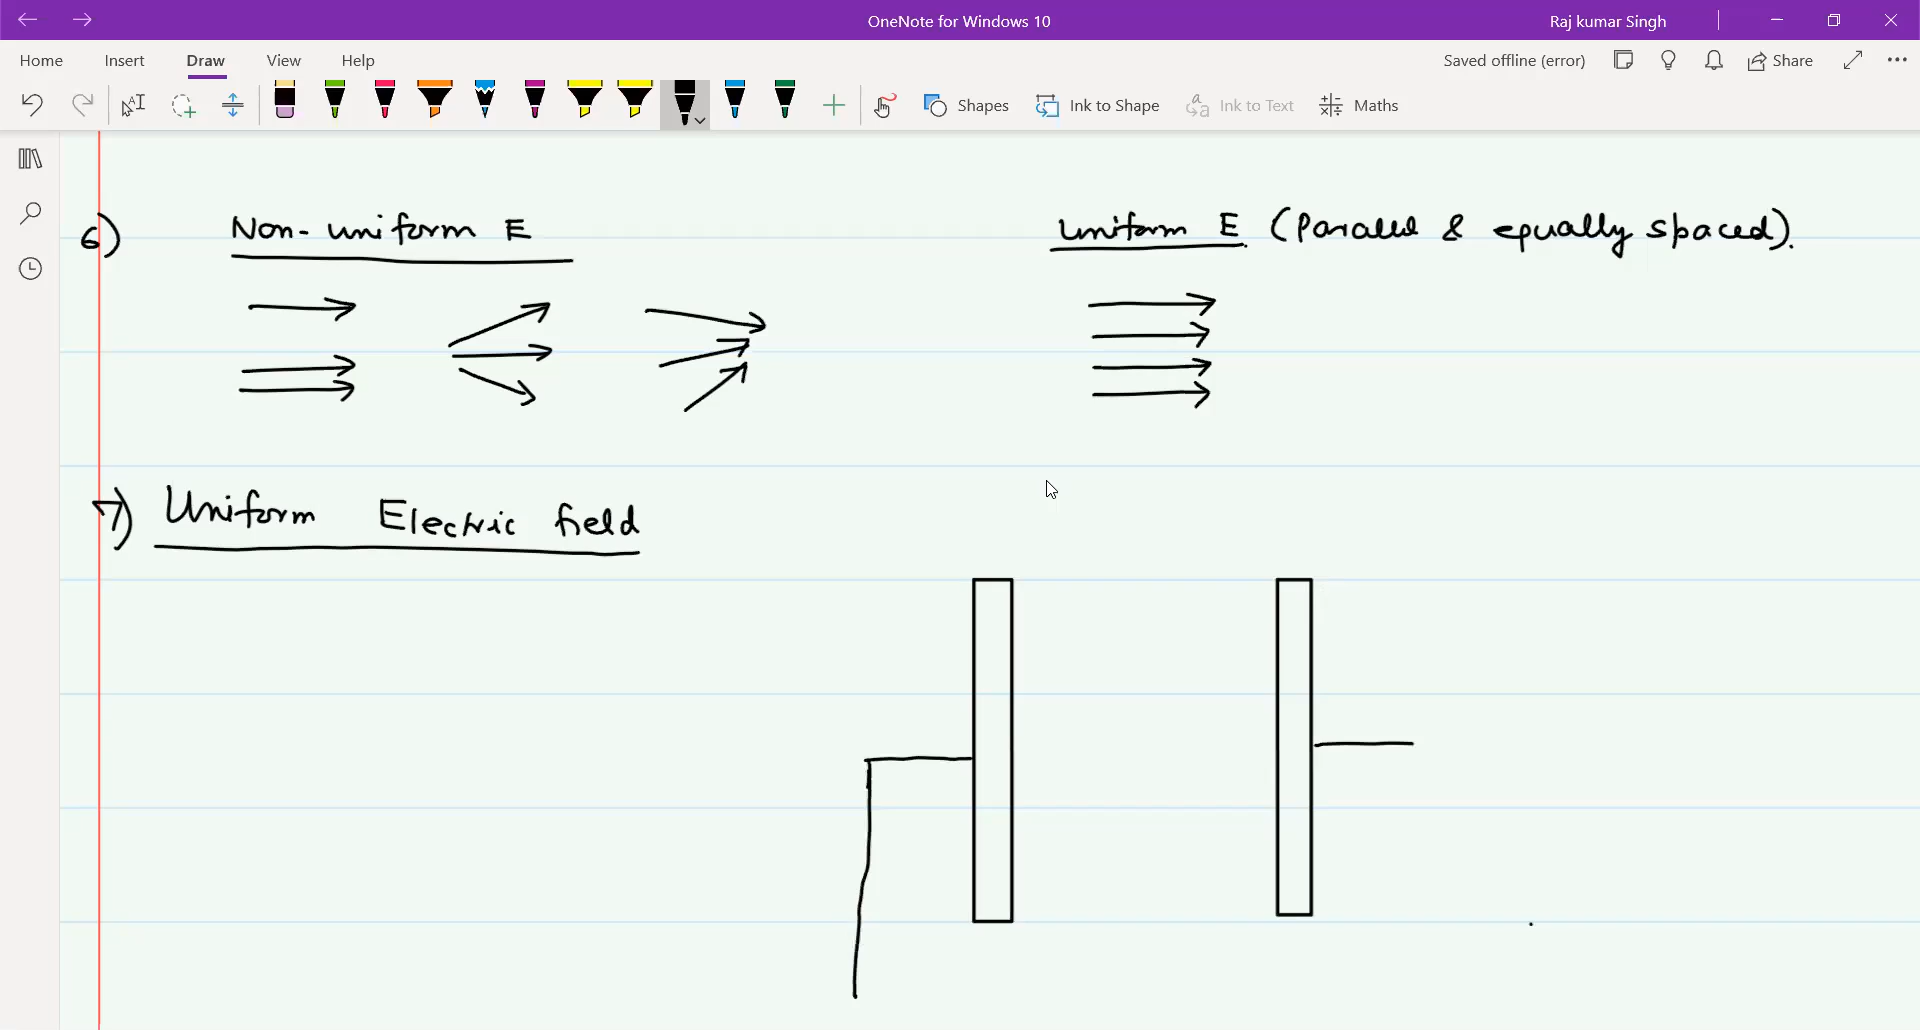 OneNote for Windows 10 Raj kumar Singh
Home Insert Draw View Help Saved offline (error) Share
Shapes Ink to Shape Ink to Text Maths
6) Non-uniform E Uniform E (Parallel & equally spaced).
7) Uniform Electric field